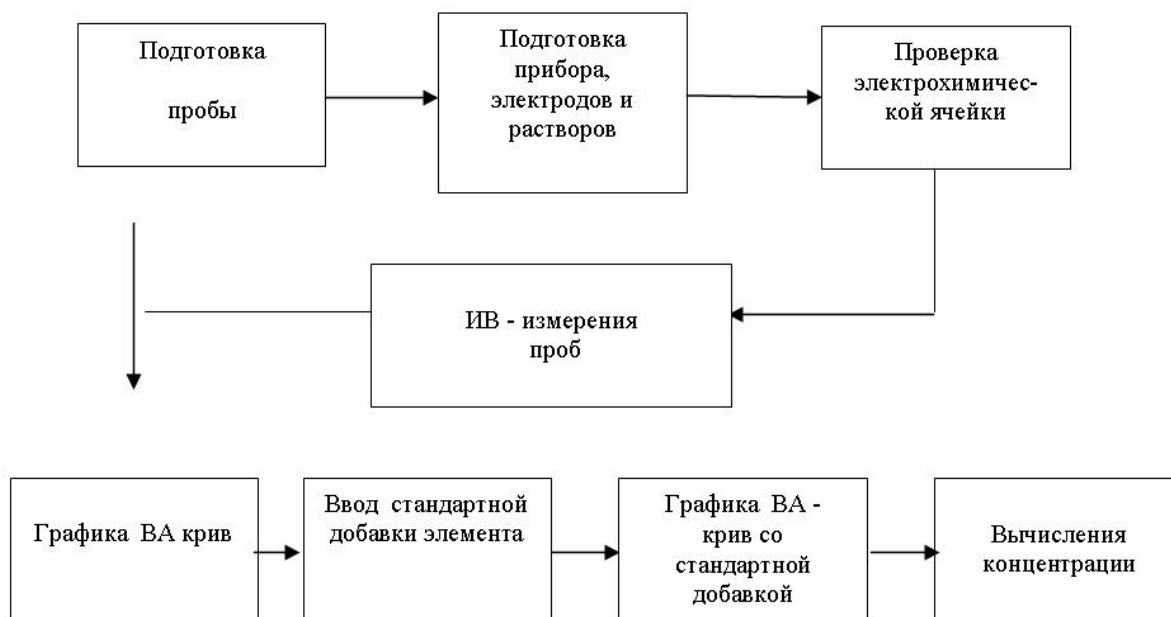 Подготовка
пробы
Подготовка
прибора,
электродов и
растворов
Проверка
электрохимичес-
кой ячейки
ИВ - измерения
проб
Графика ВА крив
Ввод стандартной
добавки элемента
Графика ВА -
крив со
стандартной
добавкой
Вычисления
концентрации